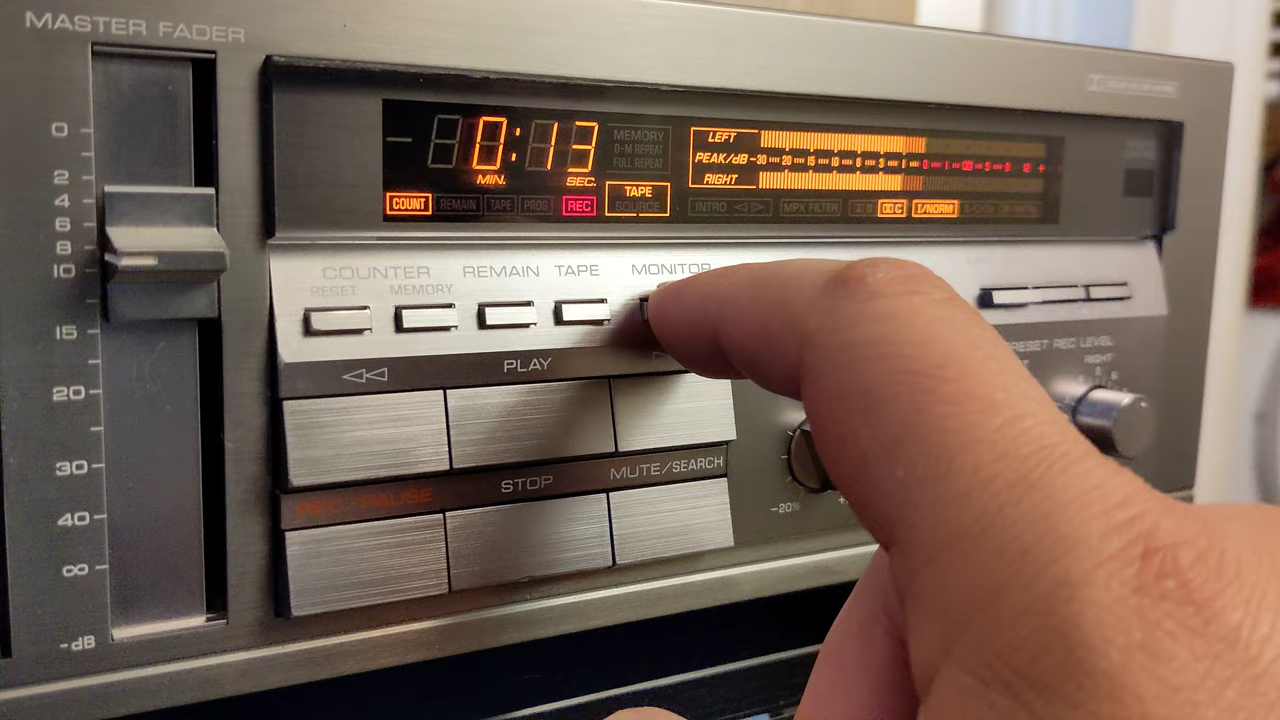 MASTER FADER
0
2
4
6
8
10
15
20
30
40
∞
-dB
0:13
MIN. SEC.
MEMORY
0-M REPEAT
FULL REPEAT
COUNT REMAIN TAPE PROG REC
TAPE
SOURCE
LEFT
PEAK/dB -30 20 15 10 6 3 1 0 1 5 8 12 +
RIGHT
INTRO ◁ ▷ MPX FILTER C I/NORM
COUNTER REMAIN TAPE MONITOR
RESET MEMORY
◁◁ PLAY ▷
REC/PAUSE STOP MUTE/SEARCH
PRESET REC LEVEL
RIGHT
-20% +